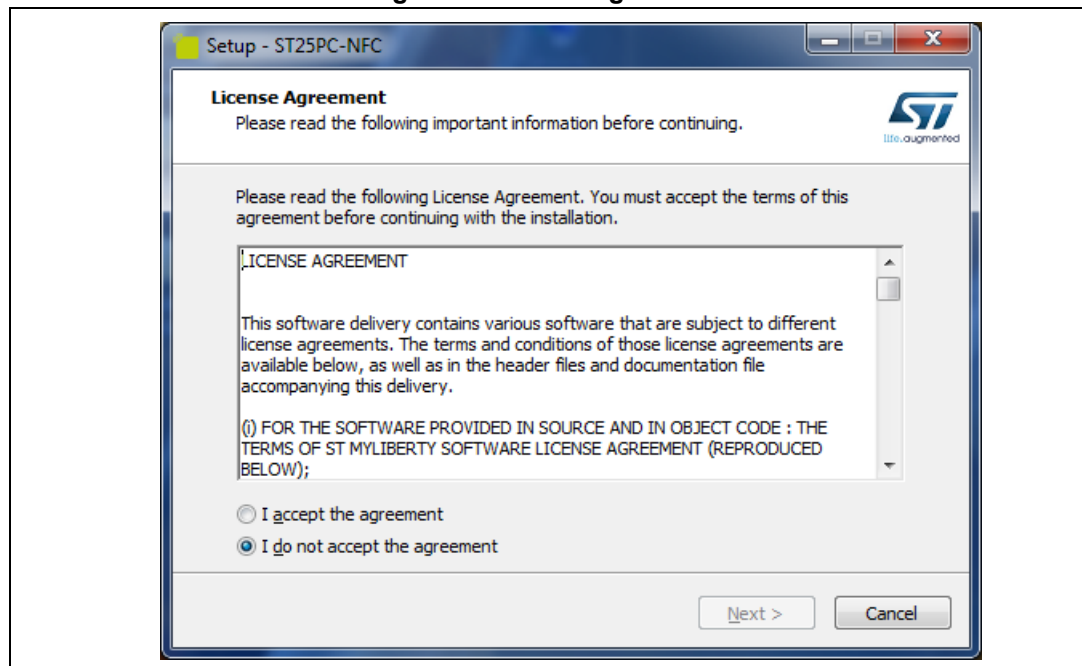 Setup - ST25PC-NFC
License Agreement
Please read the following important information before continuing.
life.augmented
Please read the following License Agreement. You must accept the terms of this
agreement before continuing with the installation.
LICENSE AGREEMENT
This software delivery contains various software that are subject to different
license agreements. The terms and conditions of those license agreements are
available below, as well as in the header files and documentation file
accompanying this delivery.
(i) FOR THE SOFTWARE PROVIDED IN SOURCE AND IN OBJECT CODE : THE
TERMS OF ST MYLIBERTY SOFTWARE LICENSE AGREEMENT (REPRODUCED
BELOW);
I accept the agreement
I do not accept the agreement
Next >
Cancel